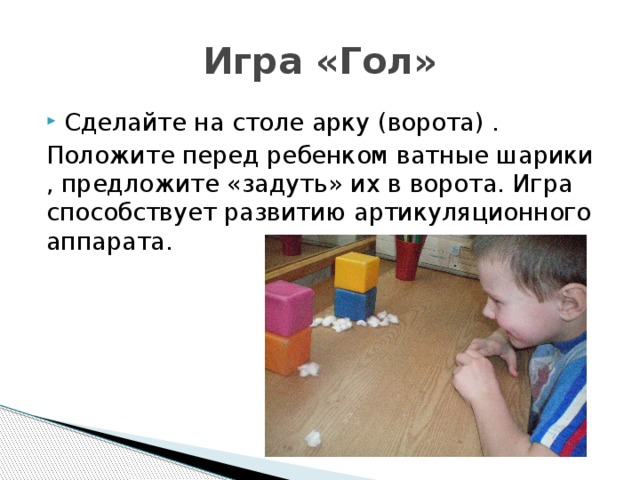 Игра «Гол»
Сделайте на столе арку (ворота) .
Положите перед ребенком ватные шарики
, предложите «задуть» их в ворота. Игра
способствует развитию артикуляционного
аппарата.